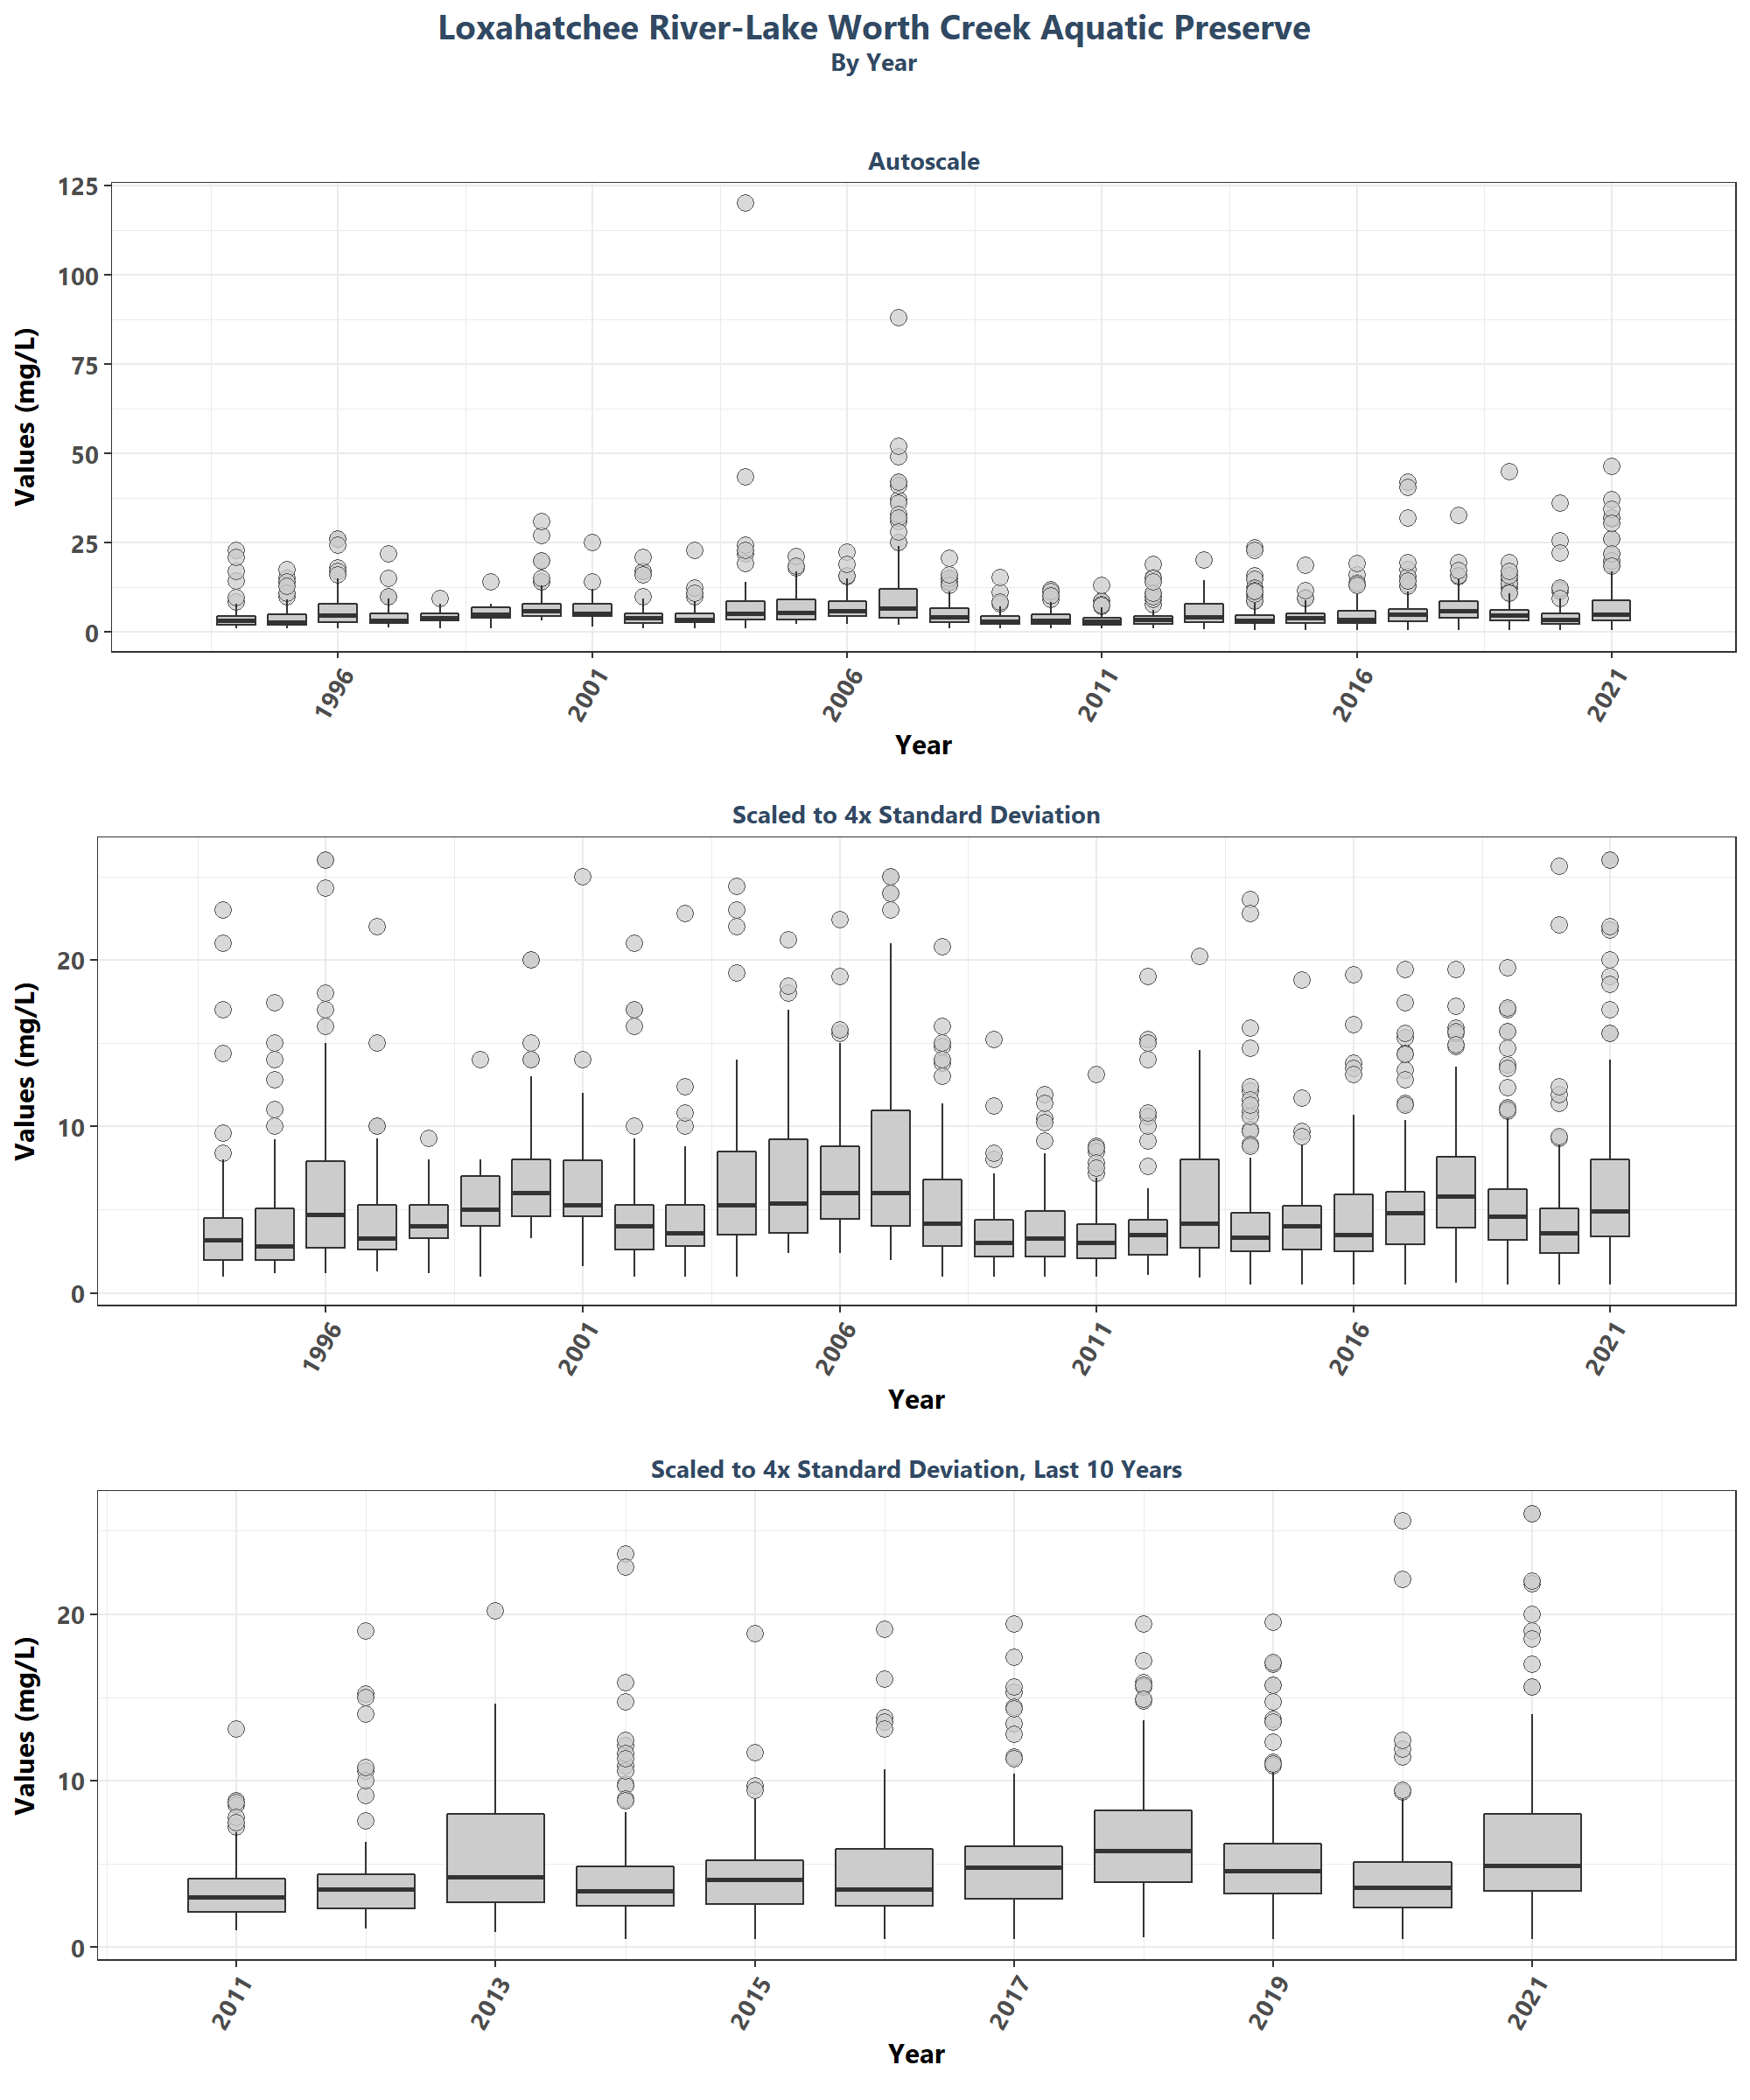 Loxahatchee River-Lake Worth Creek Aquatic Preserve
By Year
Autoscale
Values (mg/L)
125
100
75
50
25
0
1996 2001 2006 2011 2016 2021
Year
Scaled to 4x Standard Deviation
Values (mg/L)
20
10
0
1996 2001 2006 2011 2016 2021
Year
Scaled to 4x Standard Deviation, Last 10 Years
Values (mg/L)
20
10
0
2011 2013 2015 2017 2019 2021
Year